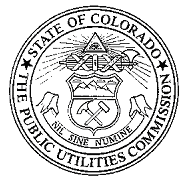 STATE OF COLORADO
THE PUBLIC UTILITIES COMMISSION
NIL SINE NUMINE